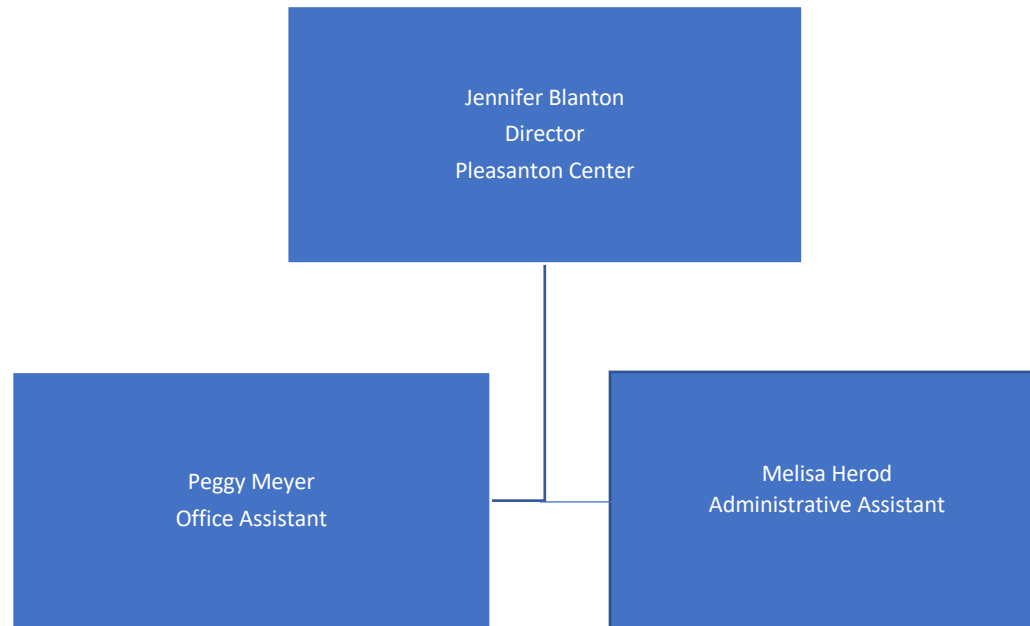 Jennifer Blanton
Director
Pleasanton Center
Peggy Meyer
Office Assistant
Melisa Herod
Administrative Assistant